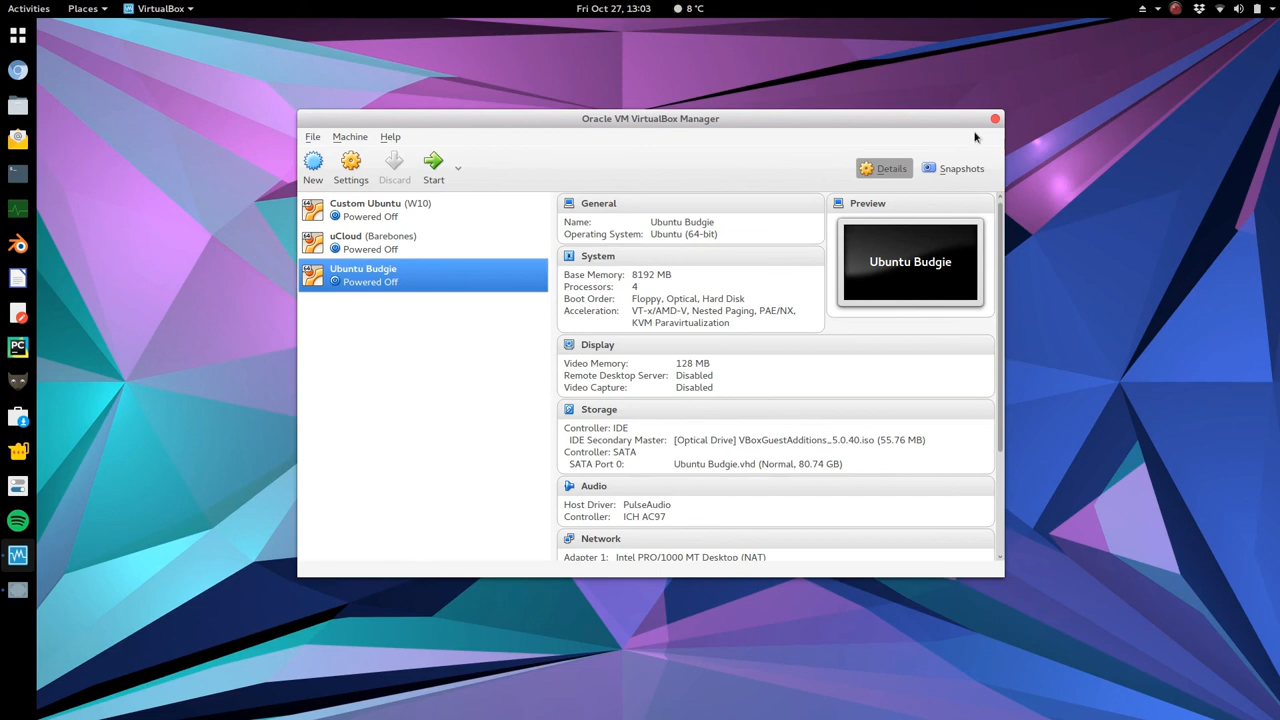 Activities Places VirtualBox Fri Oct 27, 13:03 8 °C
Oracle VM VirtualBox Manager
File Machine Help
New Settings Discard Start Details Snapshots
Custom Ubuntu (W10)
Powered Off
uCloud (Barebones)
Powered Off
Ubuntu Budgie
Powered Off
General
Name: Ubuntu Budgie
Operating System: Ubuntu (64-bit)
System
Base Memory: 8192 MB
Processors: 4
Boot Order: Floppy, Optical, Hard Disk
Acceleration: VT-x/AMD-V, Nested Paging, PAE/NX,
KVM Paravirtualization
Preview
Ubuntu Budgie
Display
Video Memory: 128 MB
Remote Desktop Server: Disabled
Video Capture: Disabled
Storage
Controller: IDE
IDE Secondary Master: [Optical Drive] VBoxGuestAdditions_5.0.40.iso (55.76 MB)
Controller: SATA
SATA Port 0: Ubuntu Budgie.vhd (Normal, 80.74 GB)
Audio
Host Driver: PulseAudio
Controller: ICH AC97
Network
Adapter 1: Intel PRO/1000 MT Desktop (NAT)
PC